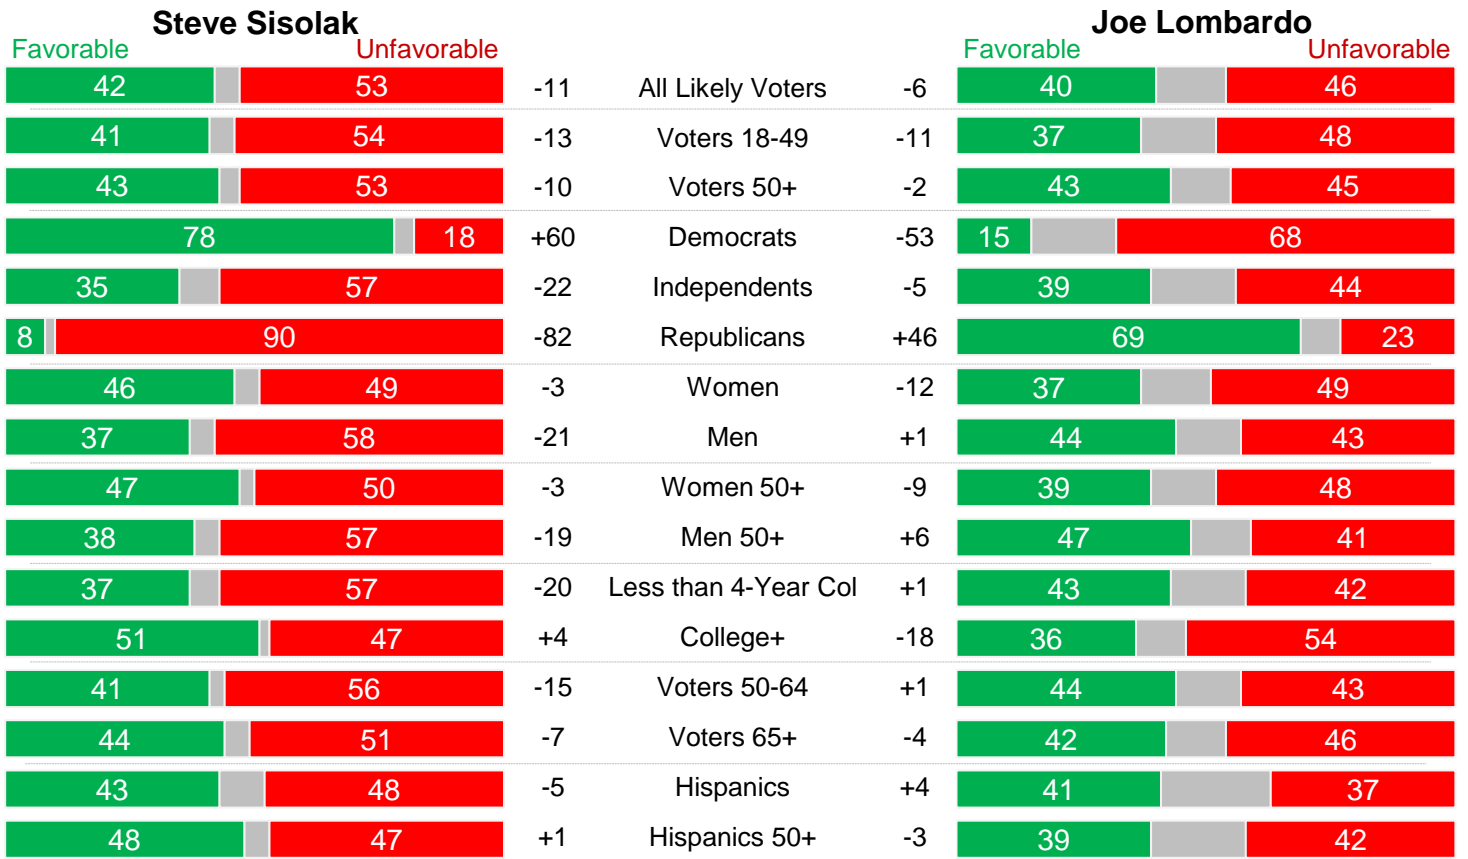 Steve Sisolak Joe Lombardo
Favorable Unfavorable Favorable Unfavorable
42 53 -11 All Likely Voters -6 40 46
41 54 -13 Voters 18-49 -11 37 48
43 53 -10 Voters 50+ -2 43 45
78 18 +60 Democrats -53 15 68
35 57 -22 Independents -5 39 44
8 90 -82 Republicans +46 69 23
46 49 -3 Women -12 37 49
37 58 -21 Men +1 44 43
47 50 -3 Women 50+ -9 39 48
38 57 -19 Men 50+ +6 47 41
37 57 -20 Less than 4-Year Col +1 43 42
51 47 +4 College+ -18 36 54
41 56 -15 Voters 50-64 +1 44 43
44 51 -7 Voters 65+ -4 42 46
43 48 -5 Hispanics +4 41 37
48 47 +1 Hispanics 50+ -3 39 42